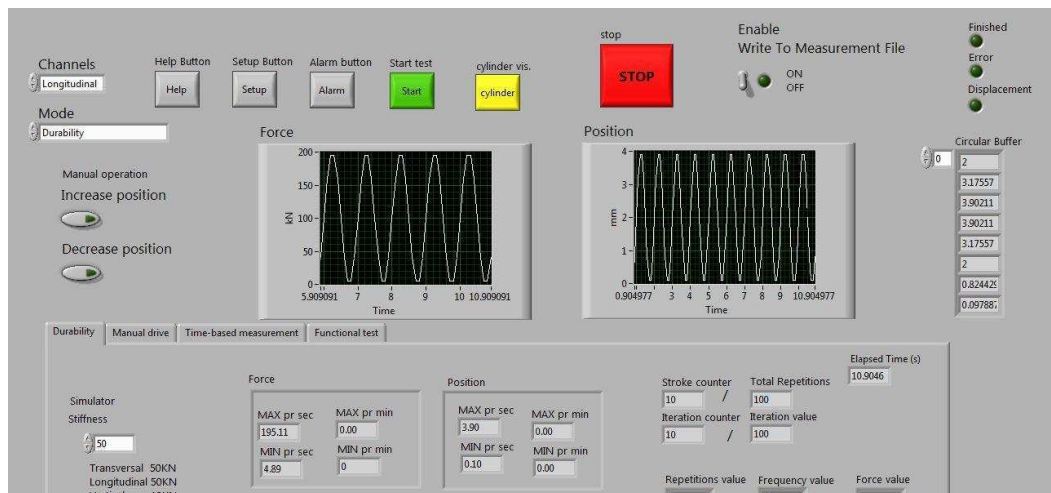 Channels
Longitudinal
Mode
Durability
Help Button
Help
Setup Button
Setup
Alarm button
Alarm
Start test
Start
cylinder vis.
cylinder
stop
STOP
Enable
Write To Measurement File
ON
OFF
Finished
Error
Displacement
Manual operation
Increase position
Decrease position
Force
200
150
100
50
0
kN
5.909091 7 8 9 10 10.909091
Time
Position
4
3
2
1
0
mm
0.904977 3 4 5 6 7 8 9 10.904977
Time
Circular Buffer
0
2
3.17557
3.90211
3.90211
3.17557
2
0.824429
0.097887
Durability Manual drive Time-based measurement Functional test
Simulator
Stiffness
50
Transversal 50KN
Longitudinal 50KN
Force
MAX pr sec
195.11
MAX pr min
0.00
MIN pr sec
4.89
MIN pr min
0
Position
MAX pr sec
3.90
MAX pr min
0.00
MIN pr sec
0.10
MIN pr min
0.00
Elapsed Time (s)
10.9046
Stroke counter Total Repetitions
10 / 100
Iteration counter Iteration value
10 / 100
Repetitions value Frequency value Force value